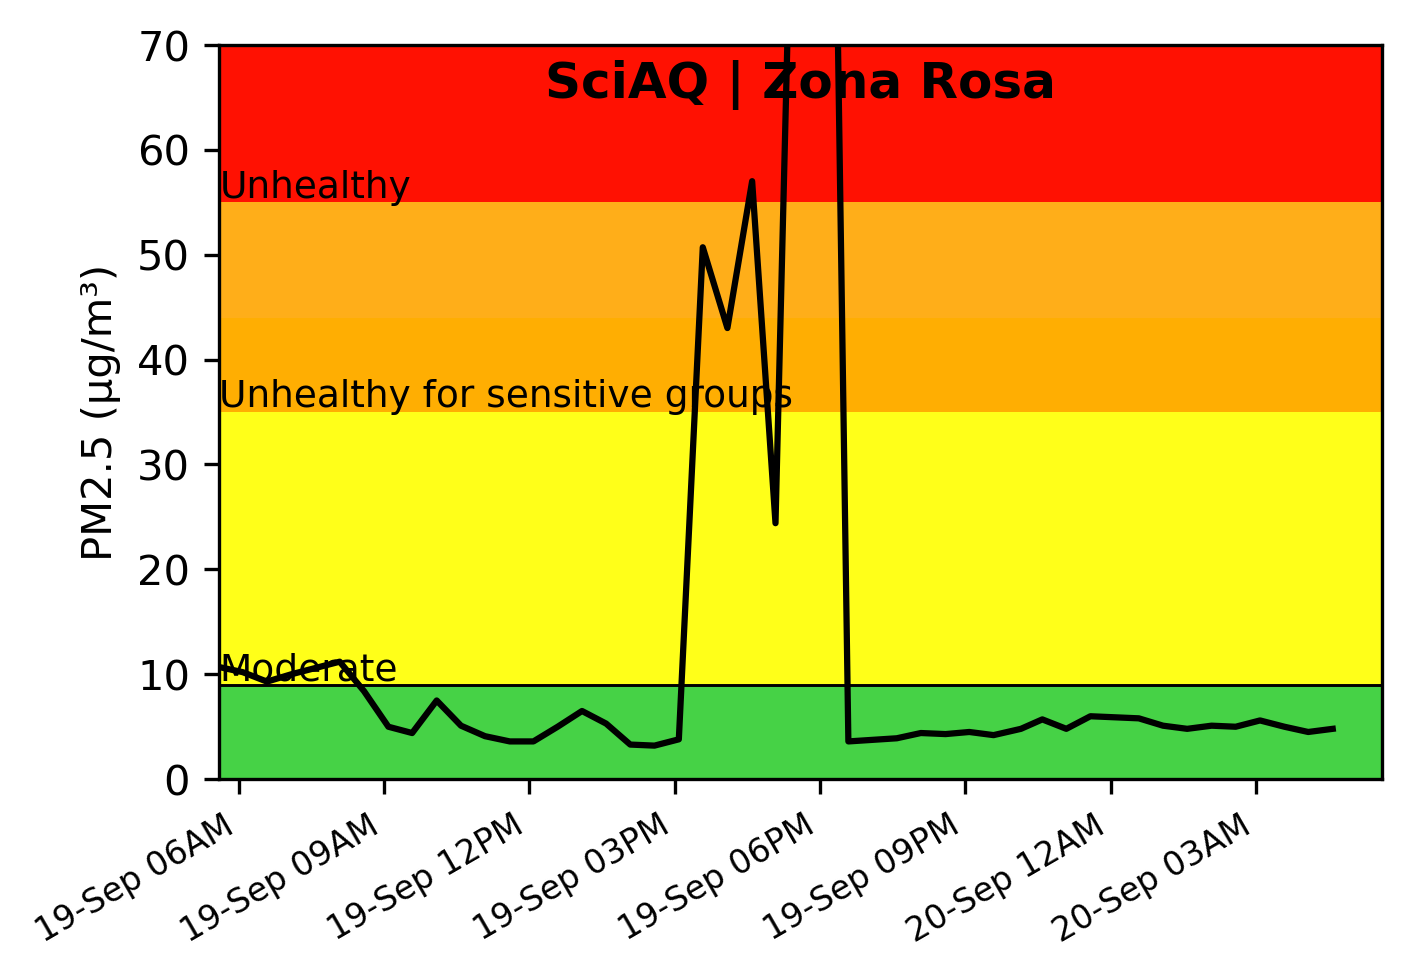 SciAQ | Zona Rosa
PM2.5 (µg/m³)
70
60
50
40
30
20
10
0
Unhealthy
Unhealthy for sensitive groups
Moderate
19-Sep 06AM
19-Sep 09AM
19-Sep 12PM
19-Sep 03PM
19-Sep 06PM
19-Sep 09PM
20-Sep 12AM
20-Sep 03AM